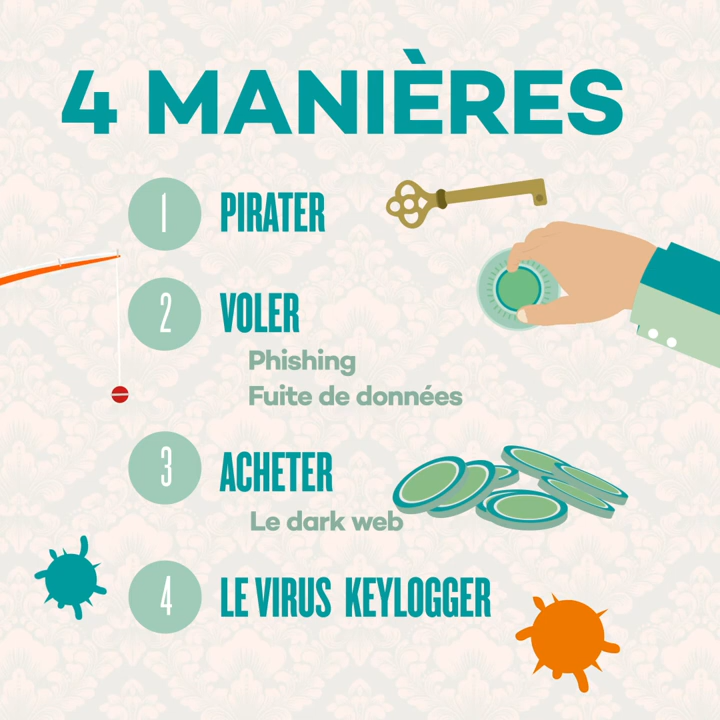 4 MANIÈRES
1 PIRATER
2 VOLER
Phishing
Fuite de données
3 ACHETER
Le dark web
4 LE VIRUS KEYLOGGER